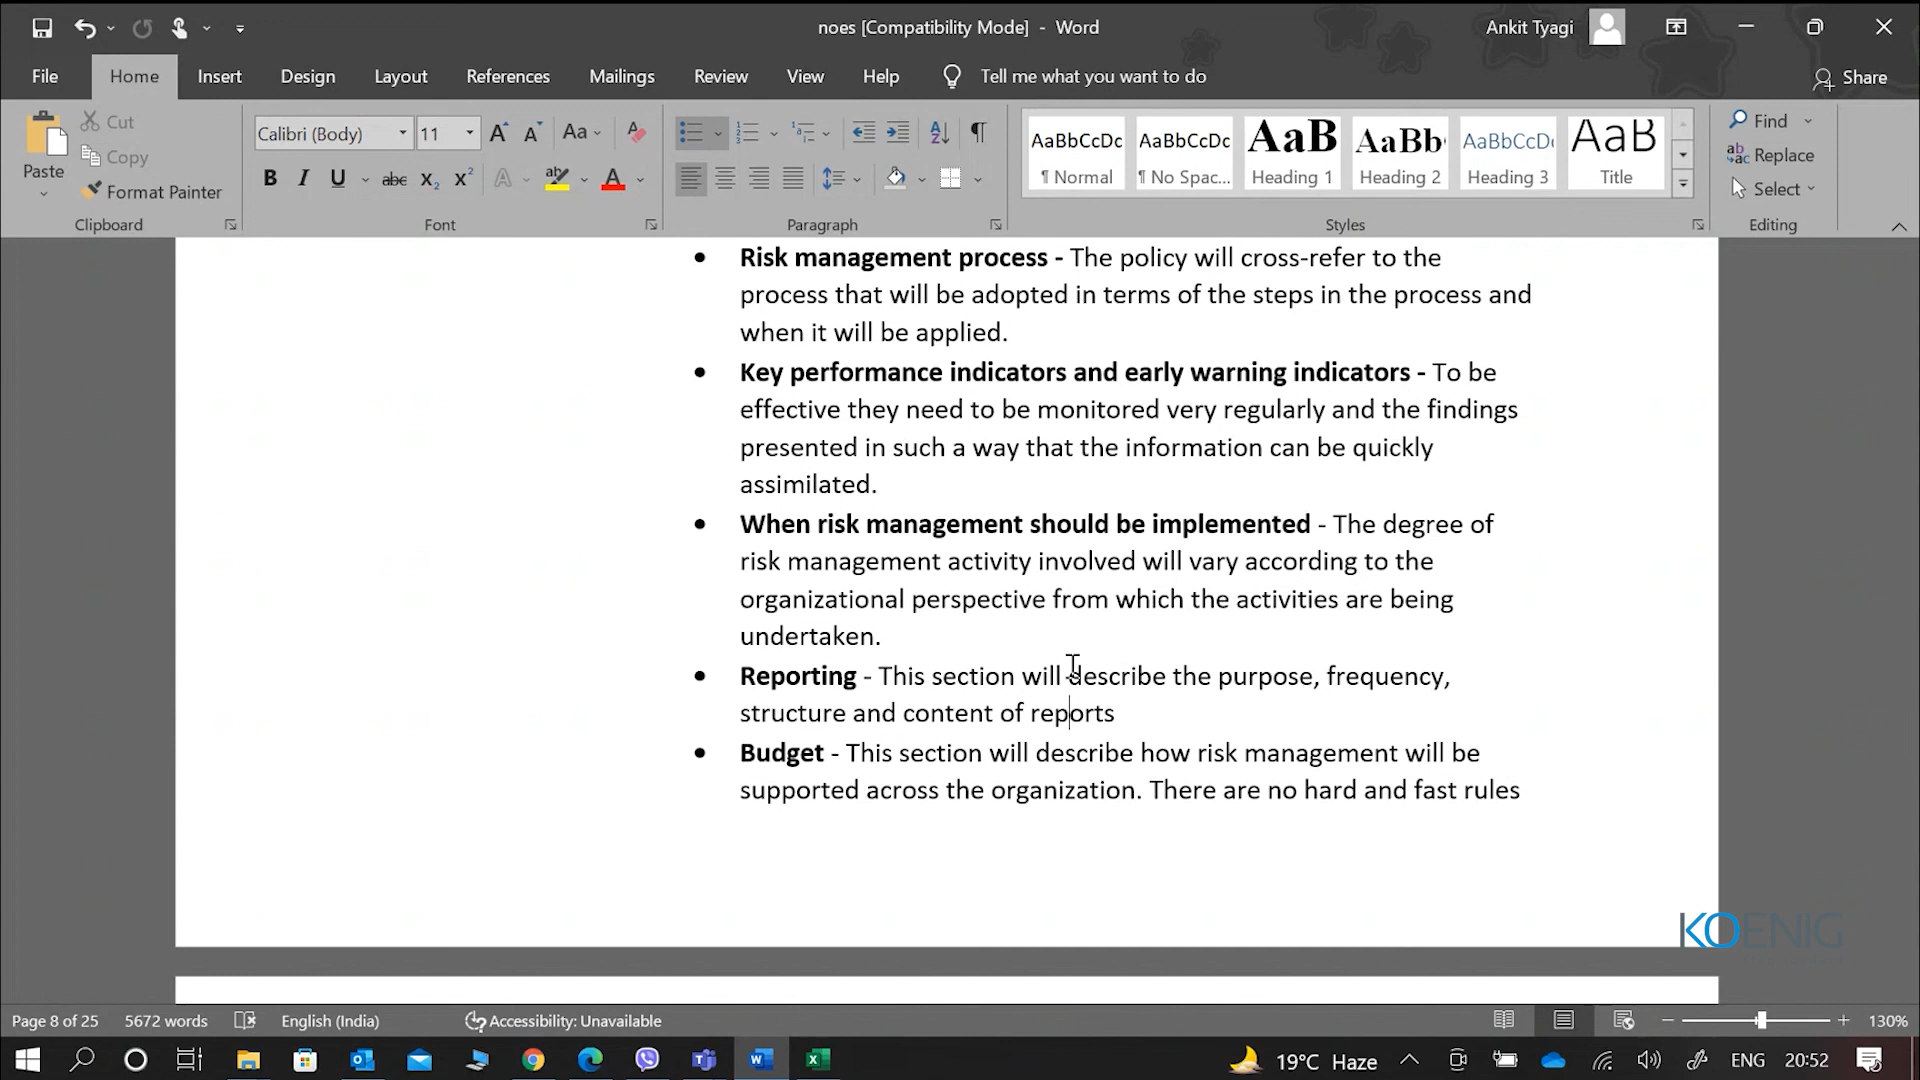 noes [Compatibility Mode] - Word
Ankit Tyagi
File Home Insert Design Layout References Mailings Review View Help Tell me what you want to do Share
Paste
Cut
Copy
Format Painter
Clipboard
Calibri (Body) 11
Font
Paragraph
AaBbCcDc AaBbCcDc AaB AaBb AaBbCcD AaB
¶ Normal ¶ No Spac... Heading 1 Heading 2 Heading 3 Title
Styles
Find
Replace
Select
Editing
• Risk management process - The policy will cross-refer to the
process that will be adopted in terms of the steps in the process and
when it will be applied.
• Key performance indicators and early warning indicators - To be
effective they need to be monitored very regularly and the findings
presented in such a way that the information can be quickly
assimilated.
• When risk management should be implemented - The degree of
risk management activity involved will vary according to the
organizational perspective from which the activities are being
undertaken.
• Reporting - This section will describe the purpose, frequency,
structure and content of reports
• Budget - This section will describe how risk management will be
supported across the organization. There are no hard and fast rules
KOENIG
Page 8 of 25 5672 words English (India) Accessibility: Unavailable 130%
19°C Haze ENG 20:52